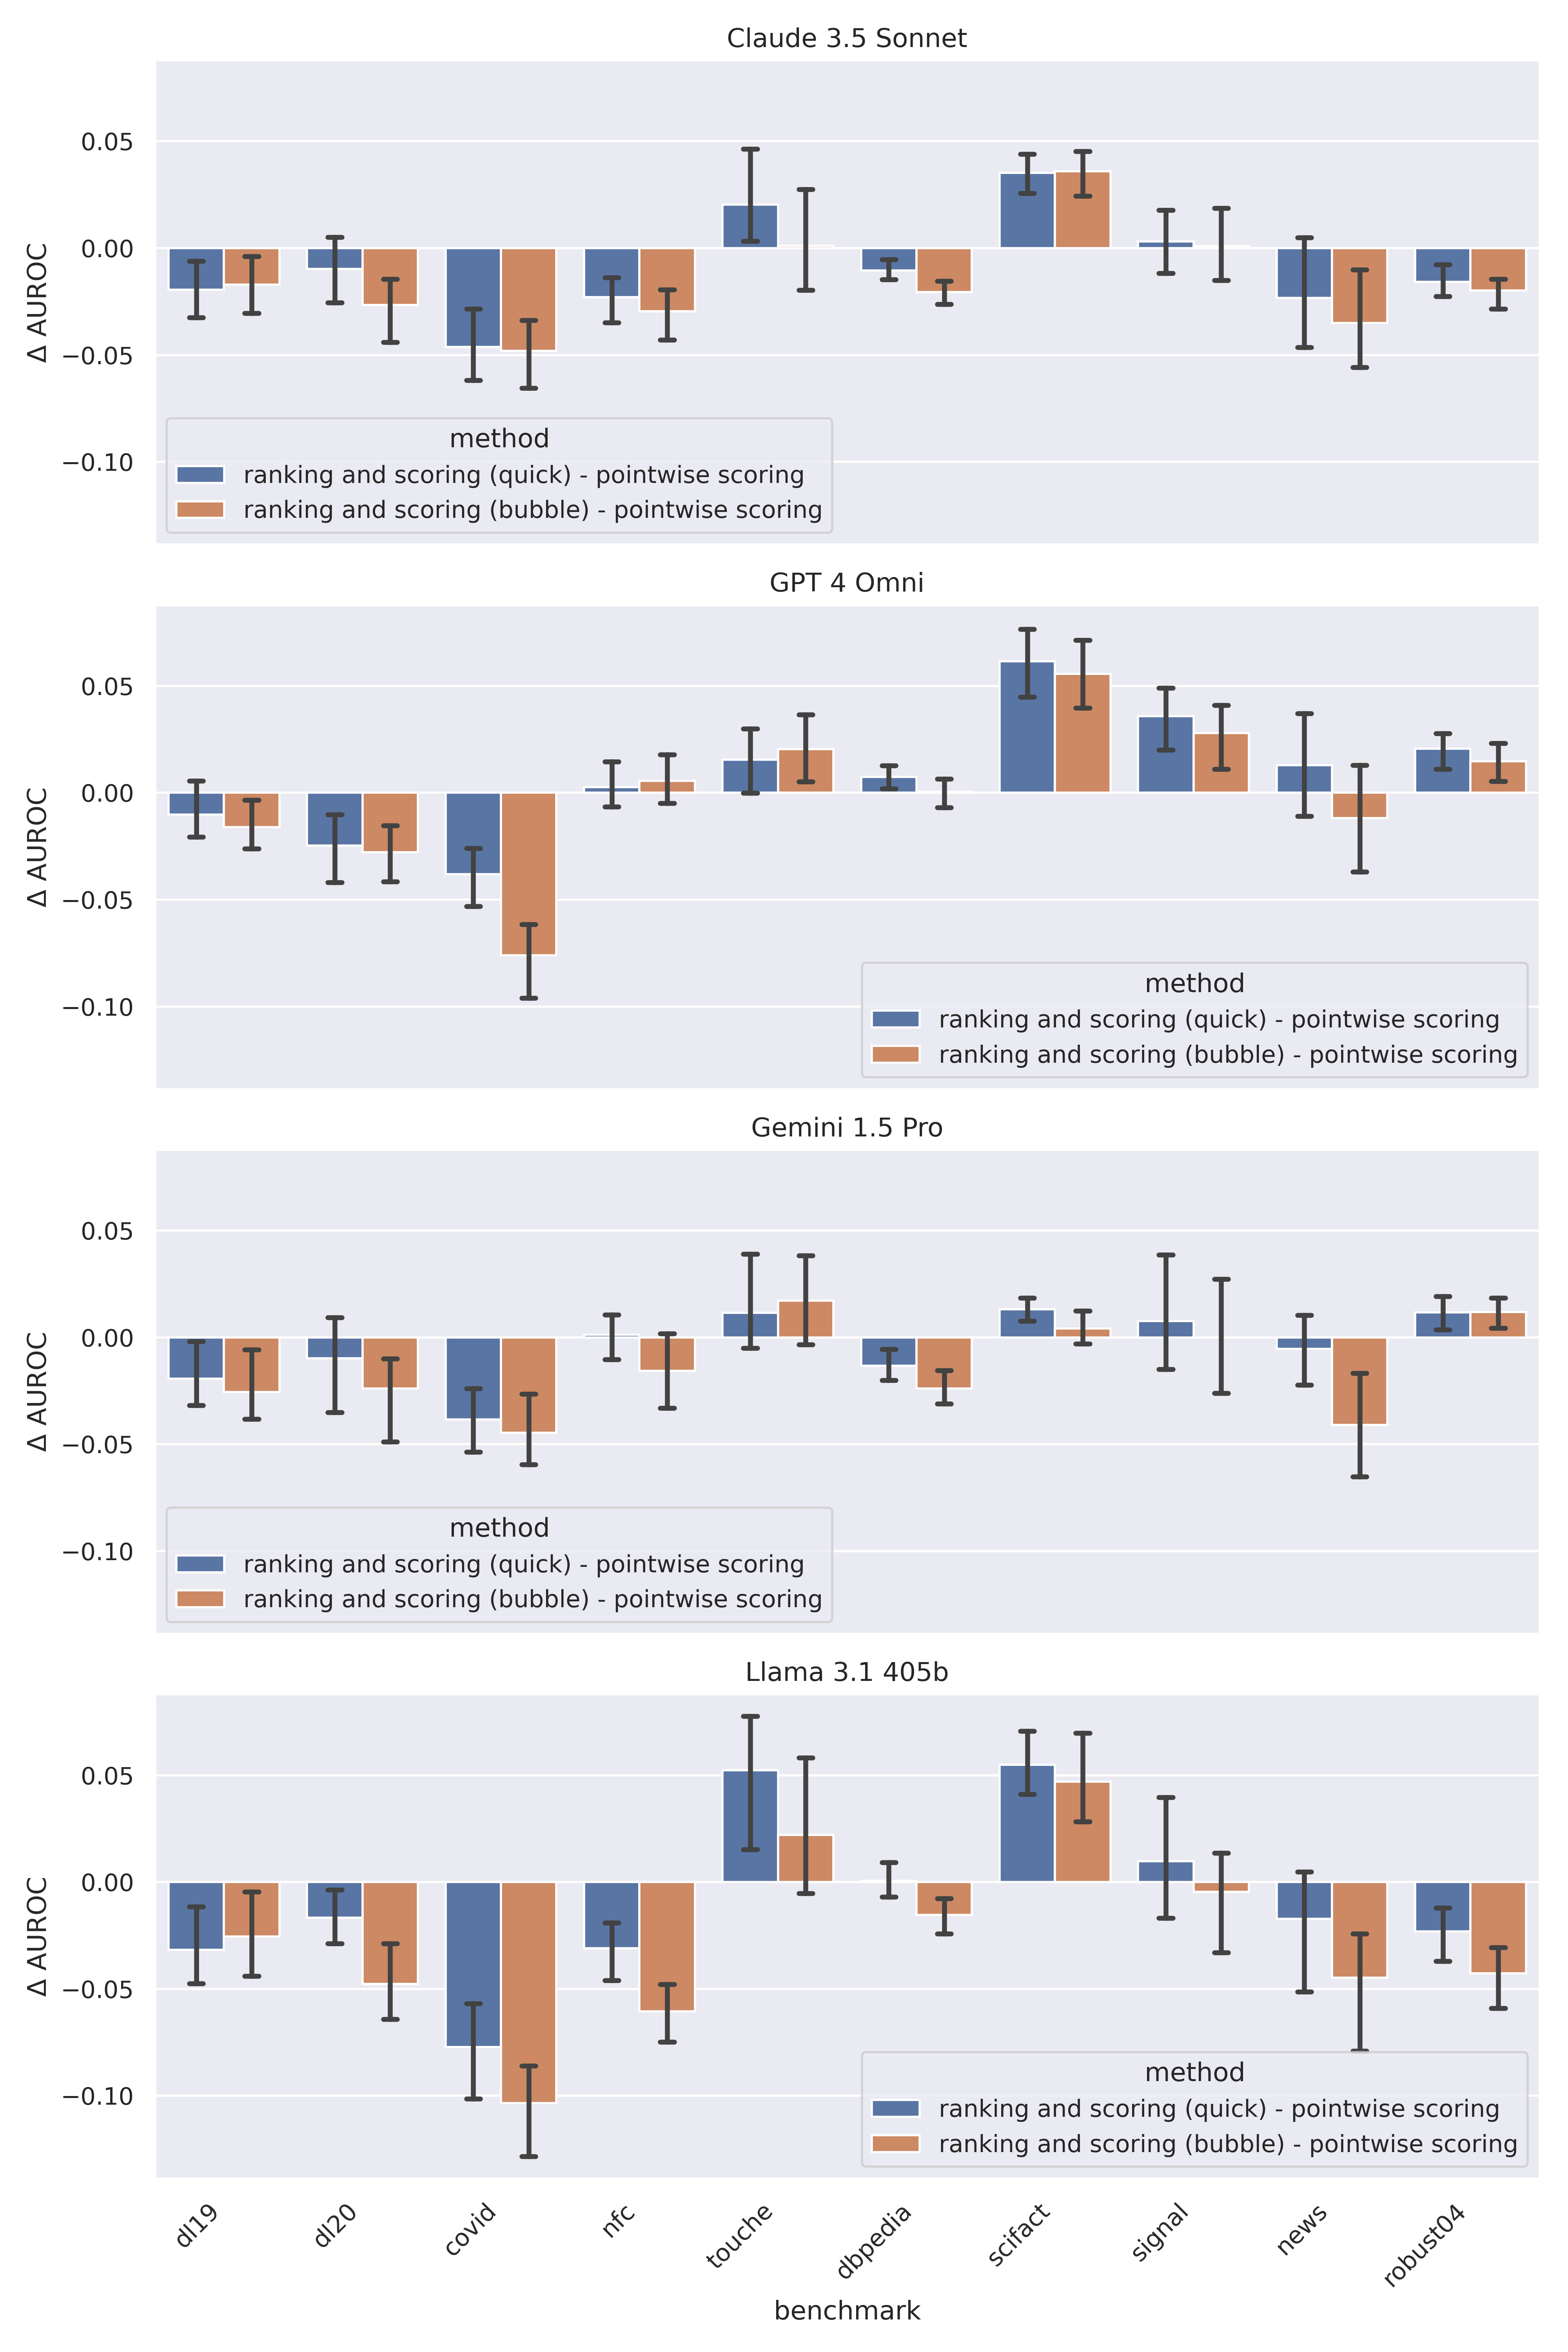 Claude 3.5 Sonnet
0.05
0.00
−0.05
−0.10
Δ AUROC
method
ranking and scoring (quick) - pointwise scoring
ranking and scoring (bubble) - pointwise scoring
GPT 4 Omni
0.05
0.00
−0.05
−0.10
Δ AUROC
method
ranking and scoring (quick) - pointwise scoring
ranking and scoring (bubble) - pointwise scoring
Gemini 1.5 Pro
0.05
0.00
−0.05
−0.10
Δ AUROC
method
ranking and scoring (quick) - pointwise scoring
ranking and scoring (bubble) - pointwise scoring
Llama 3.1 405b
0.05
0.00
−0.05
−0.10
Δ AUROC
method
ranking and scoring (quick) - pointwise scoring
ranking and scoring (bubble) - pointwise scoring
dl19
dl20
covid
nfc
touche
dbpedia
scifact
signal
news
robust04
benchmark